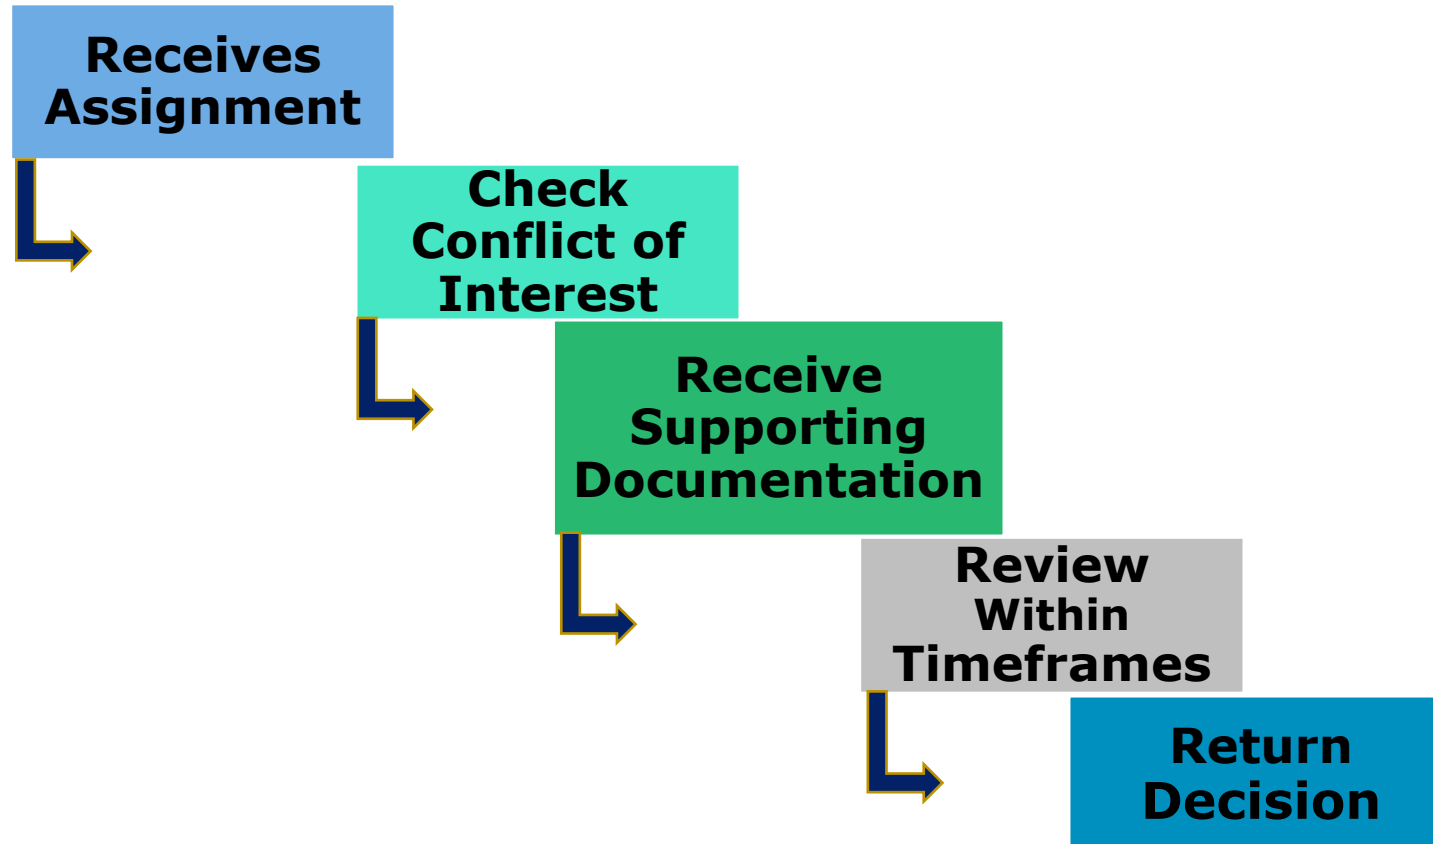 Receives
Assignment
Check
Conflict of
Interest
Receive
Supporting
Documentation
Review
Within
Timeframes
Return
Decision